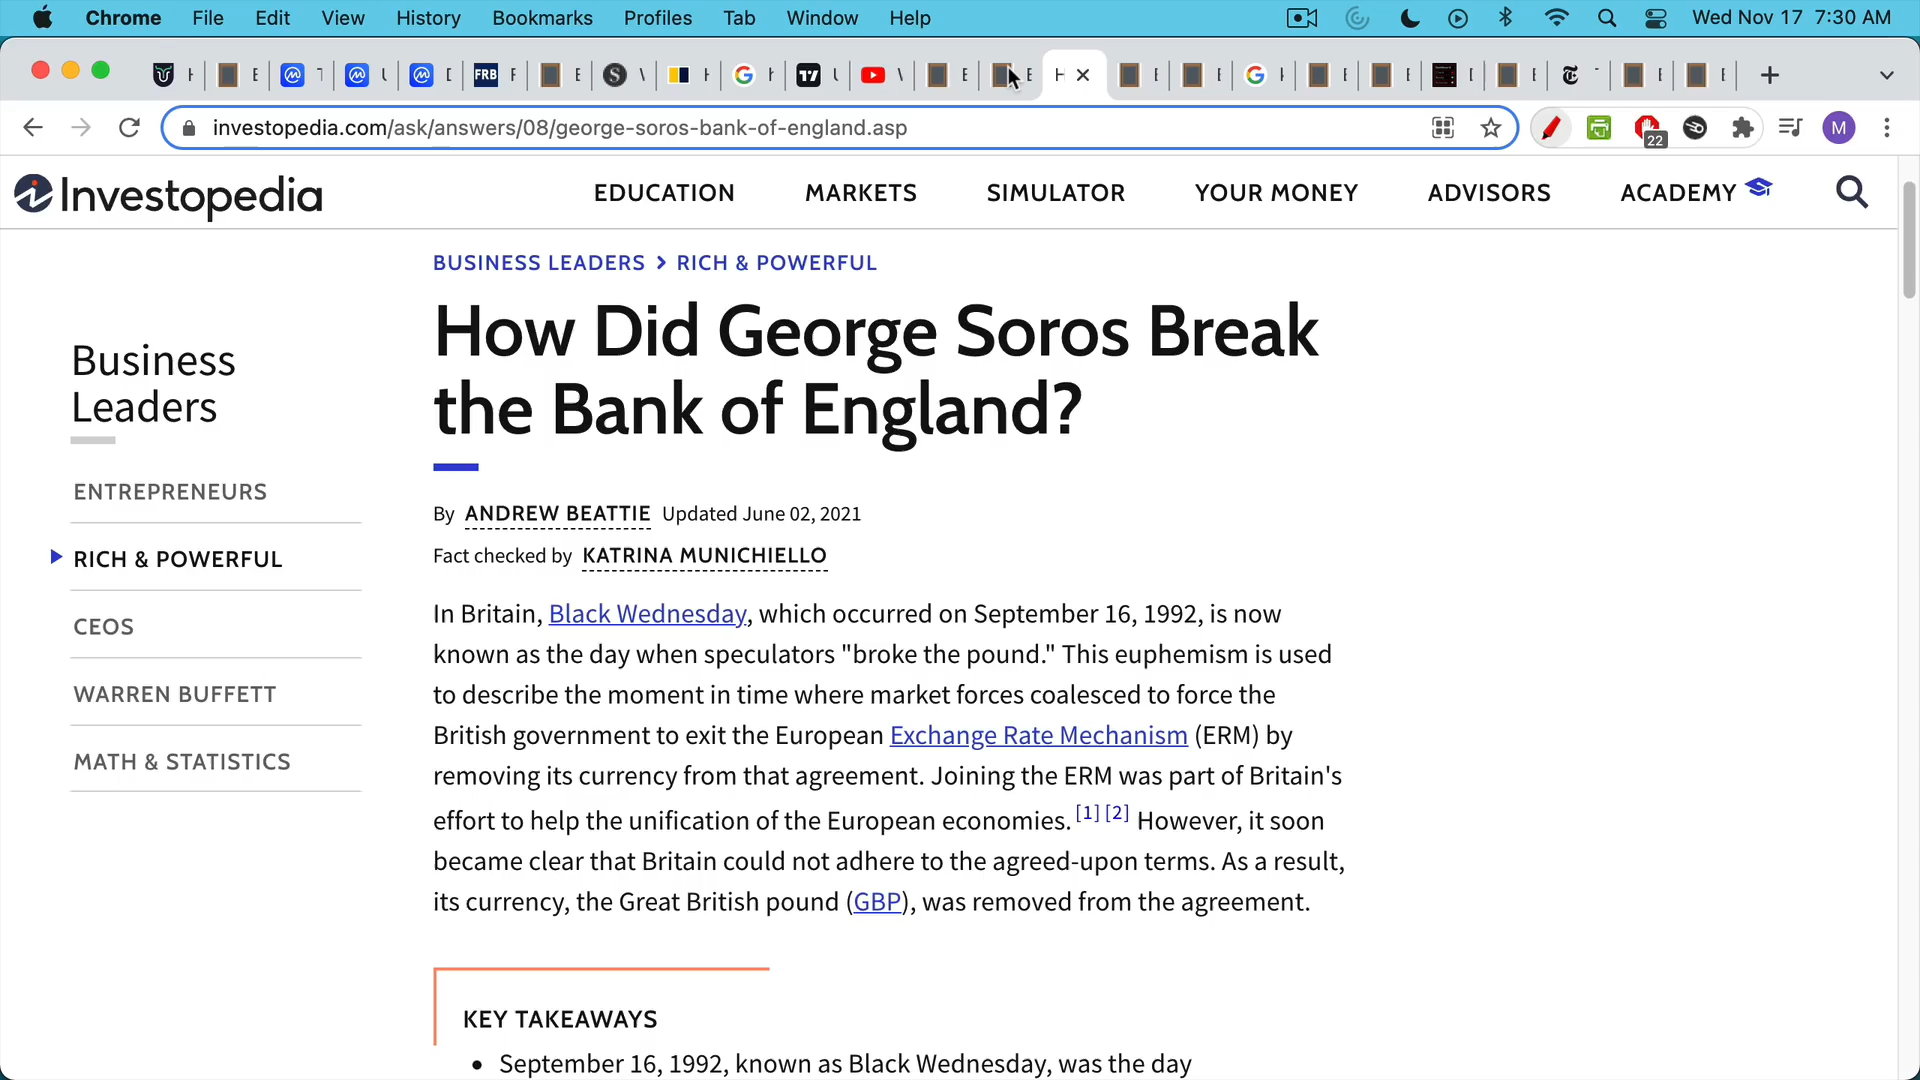 Chrome File Edit View History Bookmarks Profiles Tab Window Help Wed Nov 17 7:30 AM
FRB
investopedia.com/ask/answers/08/george-soros-bank-of-england.asp
22
M
Investopedia
EDUCATION MARKETS SIMULATOR YOUR MONEY ADVISORS ACADEMY
BUSINESS LEADERS > RICH & POWERFUL
How Did George Soros Break
the Bank of England?
Business
Leaders
ENTREPRENEURS
RICH & POWERFUL
CEOS
WARREN BUFFETT
MATH & STATISTICS
By ANDREW BEATTIE Updated June 02, 2021
Fact checked by KATRINA MUNICHIELLO
In Britain, Black Wednesday, which occurred on September 16, 1992, is now
known as the day when speculators "broke the pound." This euphemism is used
to describe the moment in time where market forces coalesced to force the
British government to exit the European Exchange Rate Mechanism (ERM) by
removing its currency from that agreement. Joining the ERM was part of Britain's
effort to help the unification of the European economies. [1] [2] However, it soon
became clear that Britain could not adhere to the agreed-upon terms. As a result,
its currency, the Great British pound (GBP), was removed from the agreement.
KEY TAKEAWAYS
• September 16, 1992, known as Black Wednesday, was the day